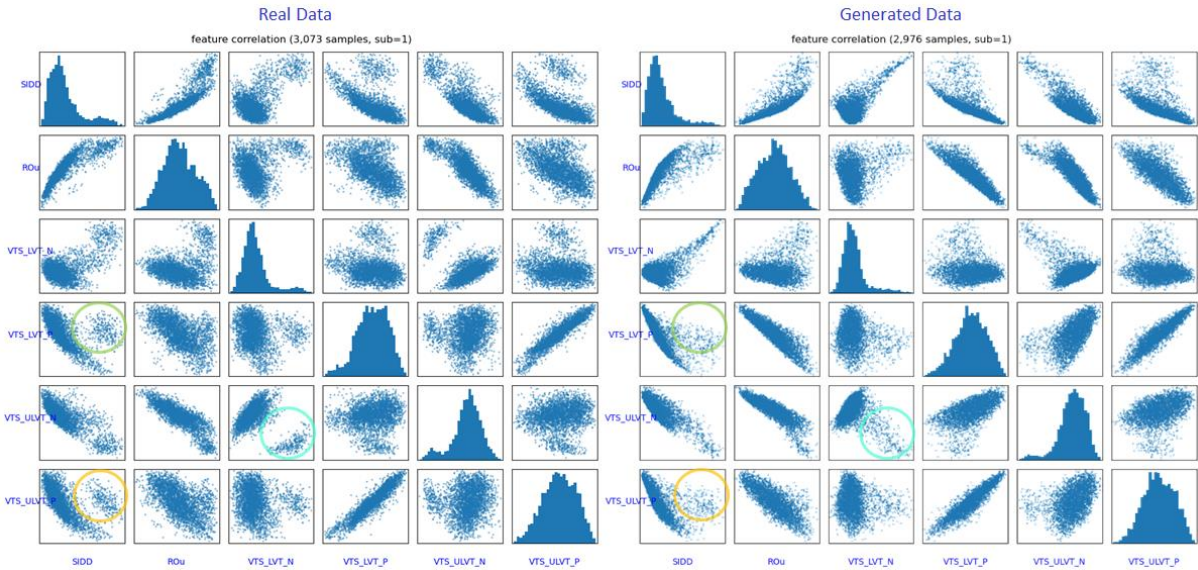 Real Data
Generated Data
feature correlation (3,073 samples, sub=1)
feature correlation (2,976 samples, sub=1)
SIDD
ROu
VTS_LVT_N
VTS_LVT_P
VTS_ULVT_N
VTS_ULVT_P
SIDD ROu VTS_LVT_N VTS_LVT_P VTS_ULVT_N VTS_ULVT_P
SIDD
ROu
VTS_LVT_N
VTS_LVT_P
VTS_ULVT_N
VTS_ULVT_P
SIDD ROu VTS_LVT_N VTS_LVT_P VTS_ULVT_N VTS_ULVT_P